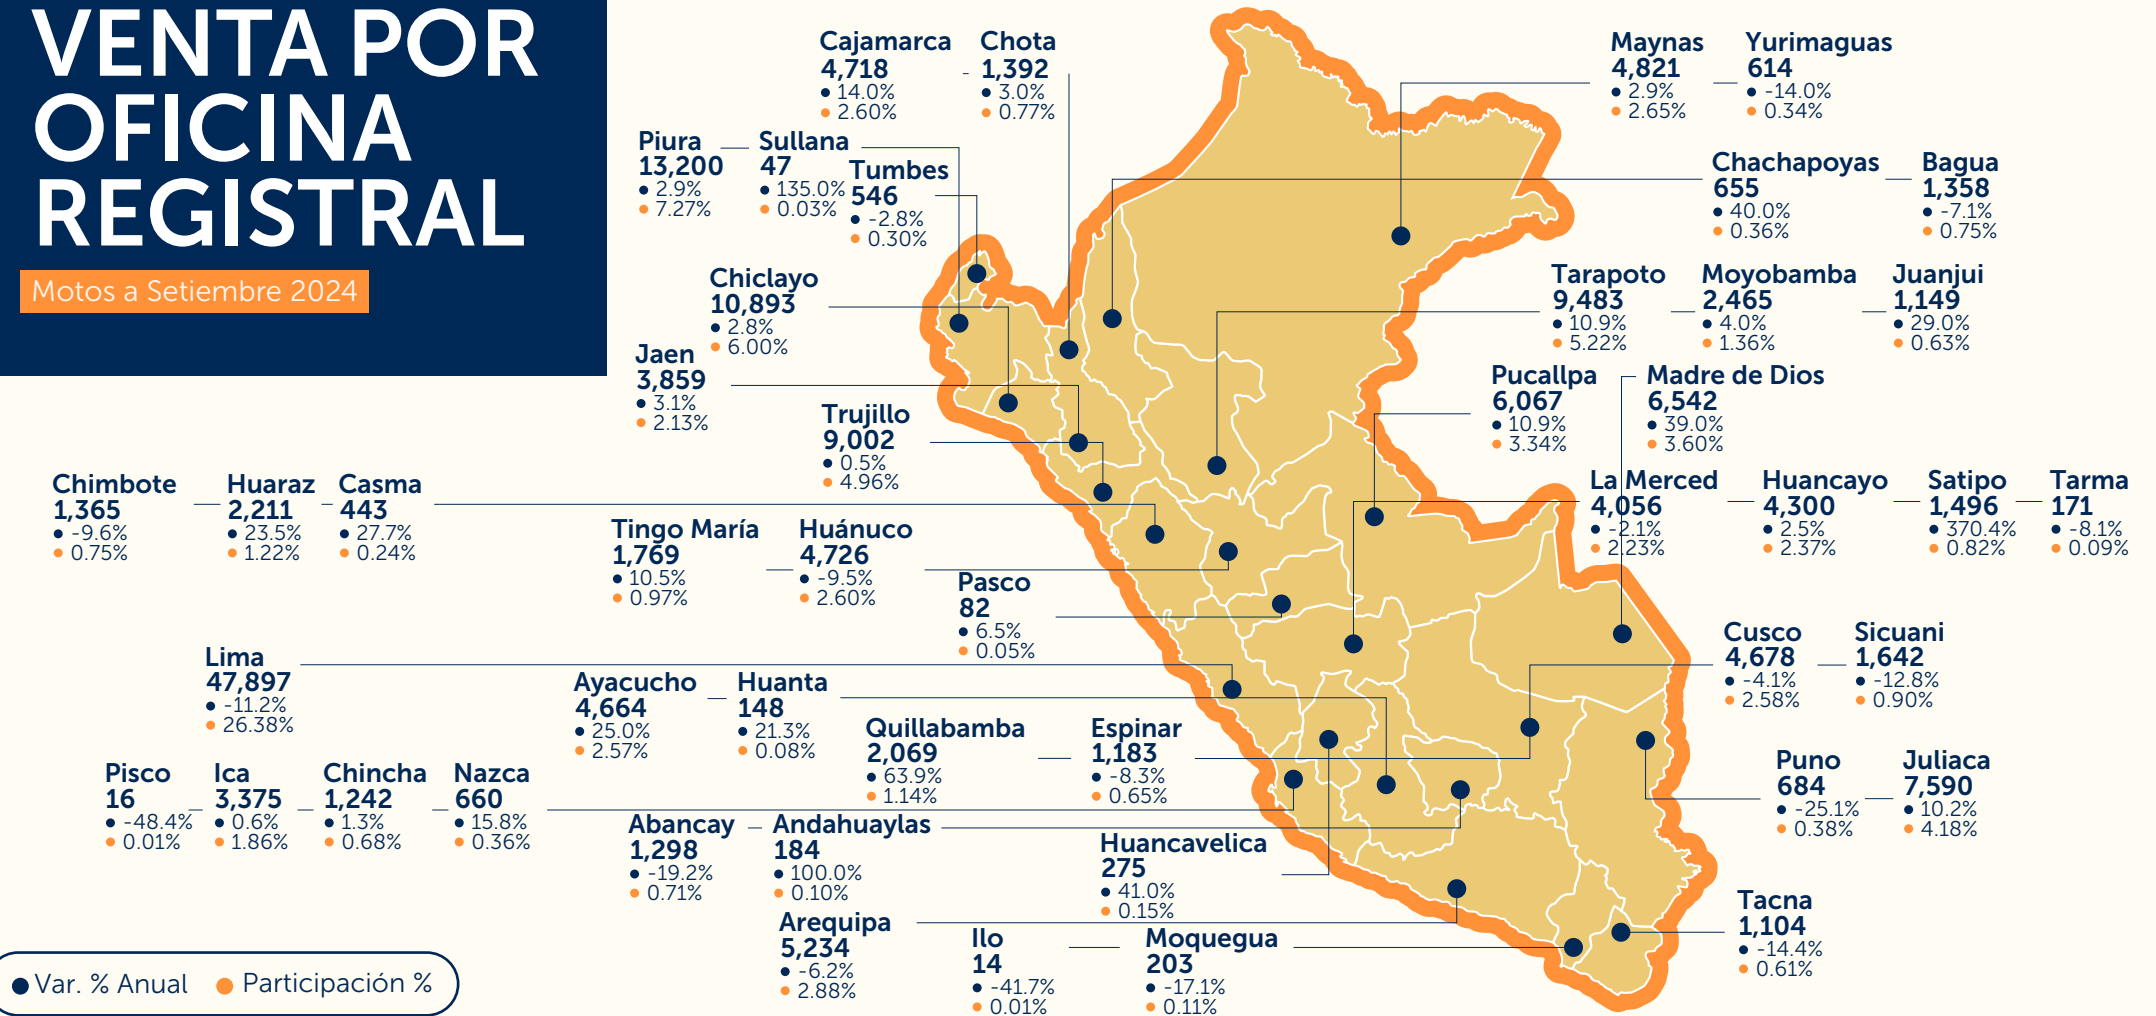 VENTA POR
OFICINA
REGISTRAL
Motos a Setiembre 2024
Cajamarca
4,718
14.0%
2.60%
Chota
1,392
3.0%
0.77%
Maynas
4,821
2.9%
2.65%
Yurimaguas
614
-14.0%
0.34%
Piura
13,200
2.9%
7.27%
Sullana
47
135.0%
0.03%
Tumbes
546
-2.8%
0.30%
Chachapoyas
655
40.0%
0.36%
Bagua
1,358
-7.1%
0.75%
Chiclayo
10,893
2.8%
6.00%
Tarapoto
9,483
10.9%
5.22%
Moyobamba
2,465
4.0%
1.36%
Juanjui
1,149
29.0%
0.63%
Jaen
3,859
3.1%
2.13%
Pucallpa
6,067
10.9%
3.34%
Madre de Dios
6,542
39.0%
3.60%
Trujillo
9,002
0.5%
4.96%
Chimbote
1,365
-9.6%
0.75%
Huaraz
2,211
23.5%
1.22%
Casma
443
27.7%
0.24%
La Merced
4,056
-2.1%
2.23%
Huancayo
4,300
2.5%
2.37%
Satipo
1,496
370.4%
0.82%
Tarma
171
-8.1%
0.09%
Tingo María
1,769
10.5%
0.97%
Huánuco
4,726
-9.5%
2.60%
Pasco
82
6.5%
0.05%
Cusco
4,678
-4.1%
2.58%
Sicuani
1,642
-12.8%
0.90%
Lima
47,897
-11.2%
26.38%
Ayacucho
4,664
25.0%
2.57%
Huanta
148
21.3%
0.08%
Quillabamba
2,069
63.9%
1.14%
Espinar
1,183
-8.3%
0.65%
Puno
684
-25.1%
0.38%
Juliaca
7,590
10.2%
4.18%
Pisco
16
-48.4%
0.01%
Ica
3,375
0.6%
1.86%
Chincha
1,242
1.3%
0.68%
Nazca
660
15.8%
0.36%
Abancay
1,298
-19.2%
0.71%
Andahuaylas
184
100.0%
0.10%
Huancavelica
275
41.0%
0.15%
Arequipa
5,234
-6.2%
2.88%
Ilo
14
-41.7%
0.01%
Moquegua
203
-17.1%
0.11%
Tacna
1,104
-14.4%
0.61%
Var. % Anual
Participación %